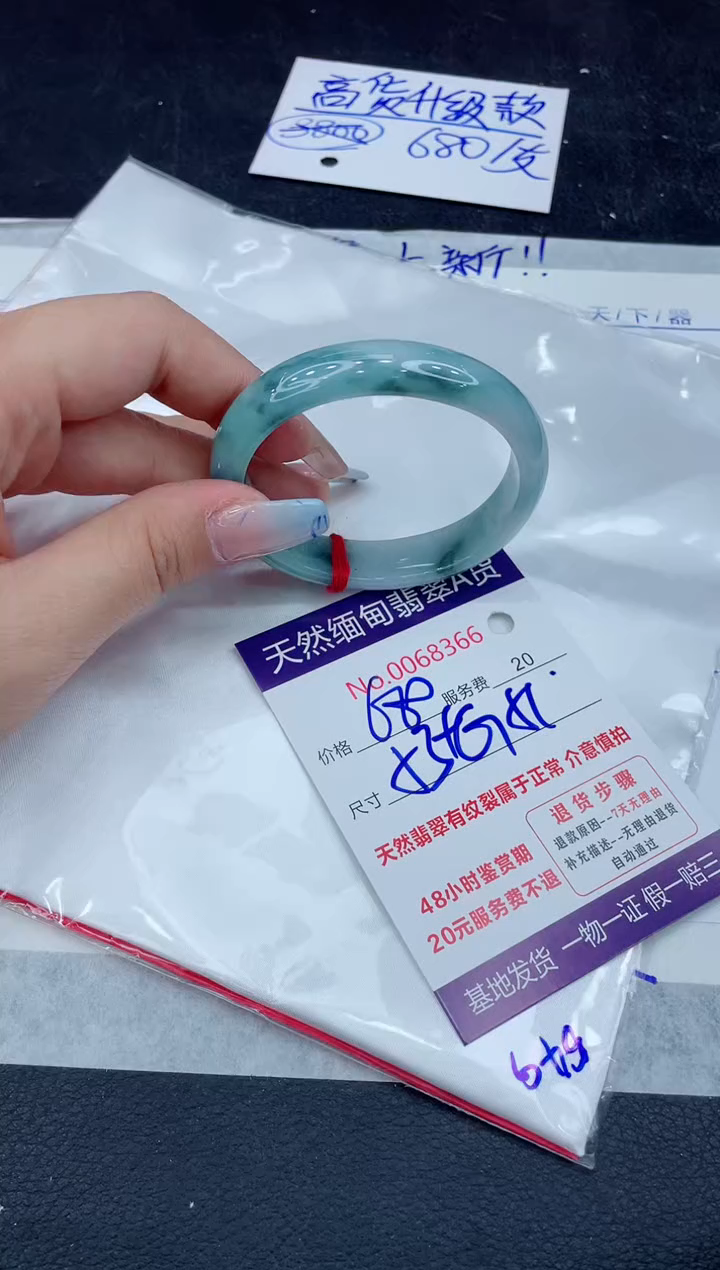 高货升级款
3800 680/支
上新斤!!
天/下/器
天然缅甸翡翠A货
No.0068366
价格 680 服务费 20
尺寸
天然翡翠有纹裂属于正常 介意慎拍
48小时鉴赏期
20元服务费不退
退货步骤
退款原因--7天无理由
补充描述--无理由退货
自动通过
基地发货 一物一证 假一赔三